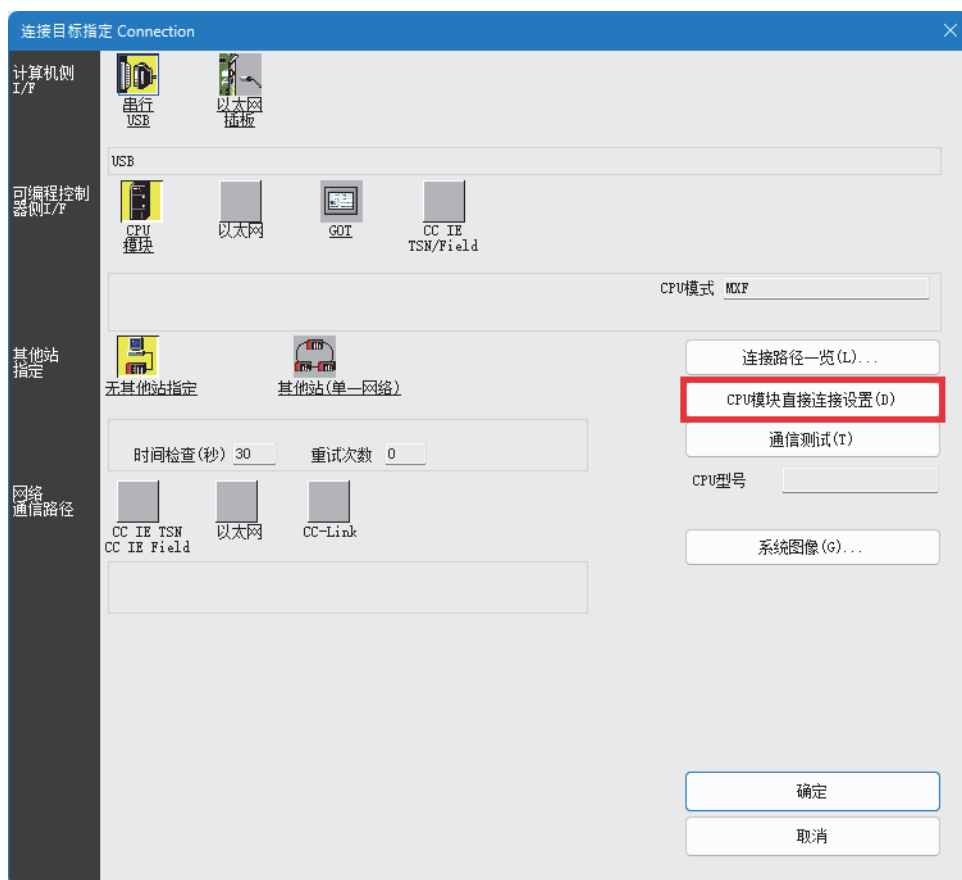 连接目标指定 Connection
计算机侧
I/F
串行
USB
以太网
插板
USB
可编程控制
器侧I/F
CPU
模块
以太网
GOT
CC IE
TSN/Field
CPU模式 MXF
其他站
指定
无其他站指定
其他站(单一网络)
连接路径一览(L)...
CPU模块直接连接设置(D)
通信测试(T)
时间检查(秒) 30 重试次数 0
CPU型号
网络
通信路径
CC IE TSN
CC IE Field
以太网
CC-Link
系统图像(G)...
确定
取消